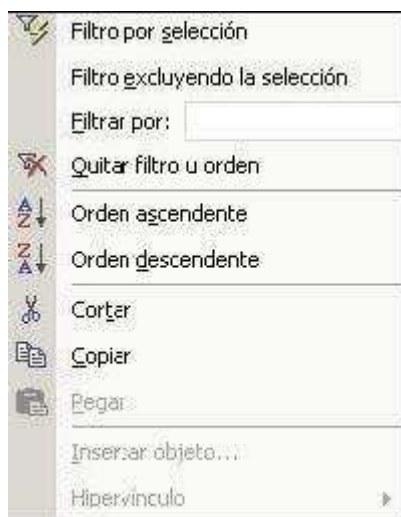 Filtro por selección
Filtro excluyendo la selección
Filtrar por:
Quitar filtro u orden
Orden ascendente
Orden descendente
Cortar
Copiar
Pegar
Insertar objeto...
Hipervínculo